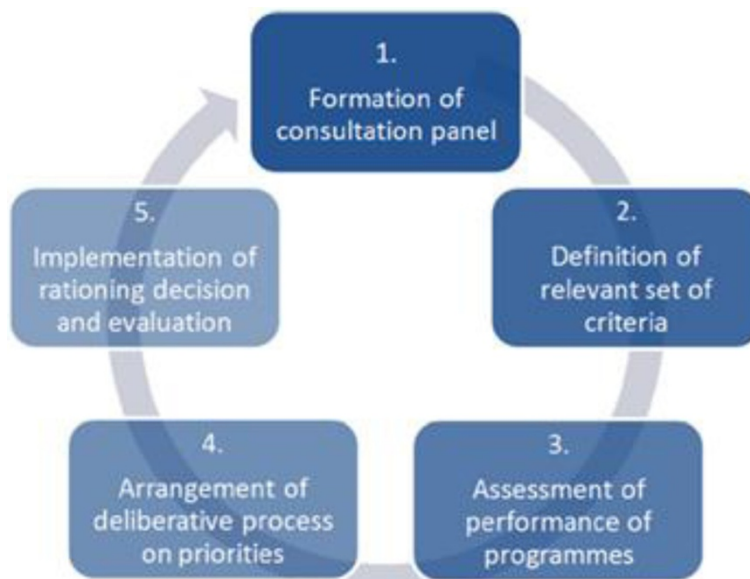 1.
Formation of
consultation panel
2.
Definition of
relevant set of
criteria
3.
Assessment of
performance of
programmes
4.
Arrangement of
deliberative process
on priorities
5.
Implementation of
rationing decision
and evaluation